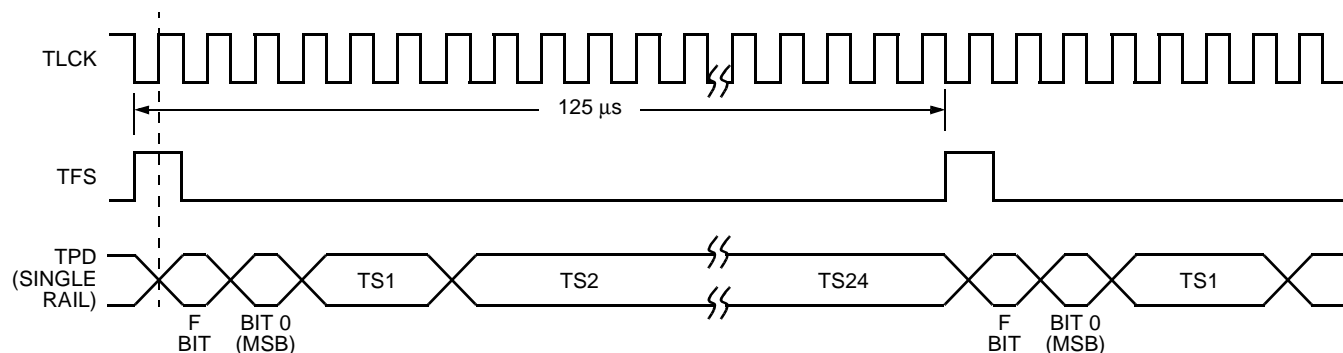 TLCK
125 μs
TFS
TPD
(SINGLE
RAIL)
TS1
TS2
TS24
TS1
F
BIT
BIT 0
(MSB)
F
BIT
BIT 0
(MSB)